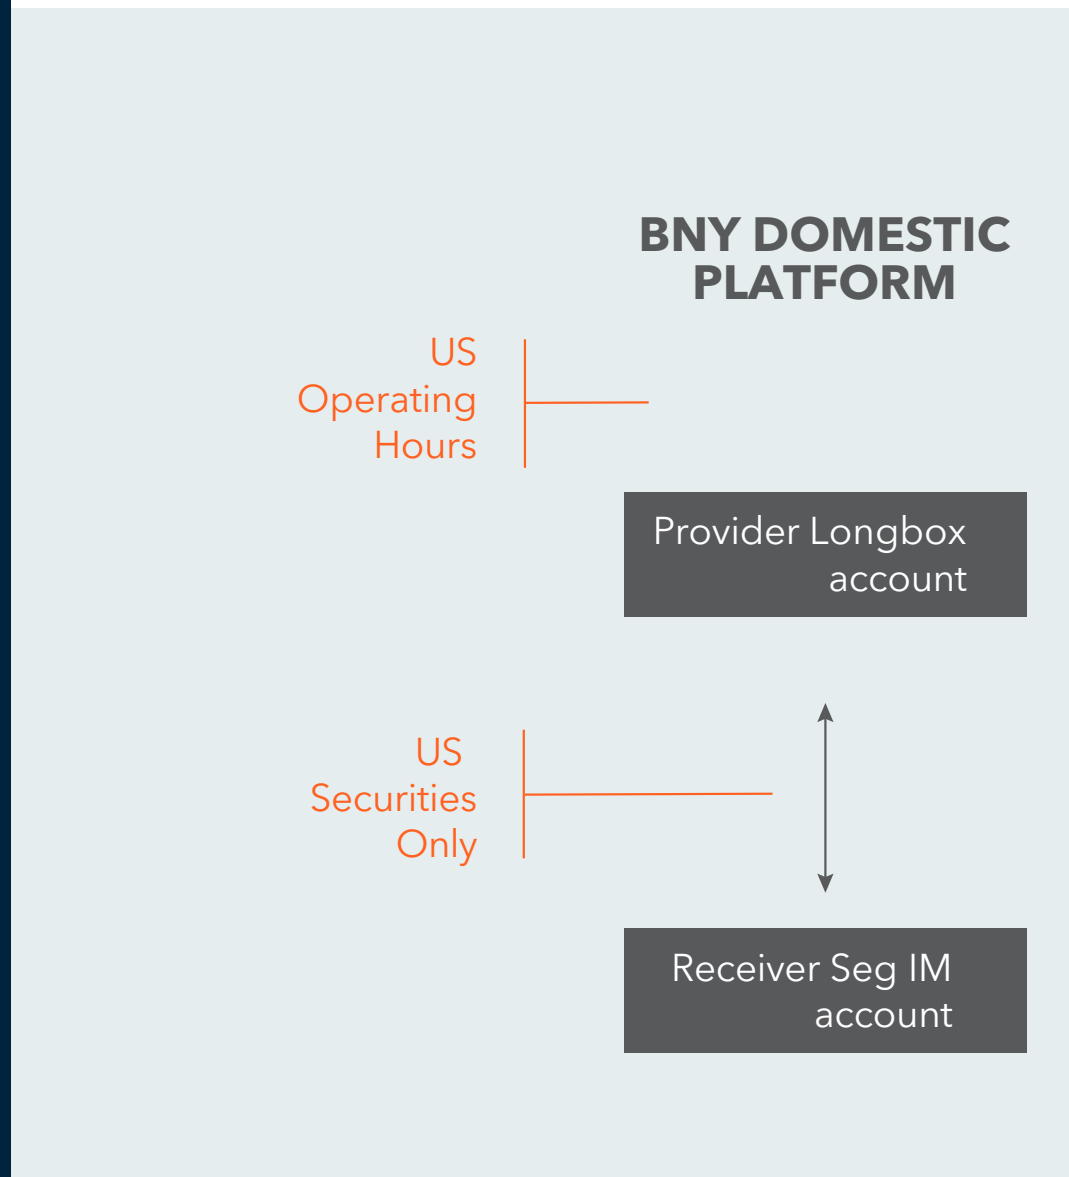 BNY DOMESTIC
PLATFORM
US
Operating
Hours
Provider Longbox
account
US
Securities
Only
Receiver Seg IM
account